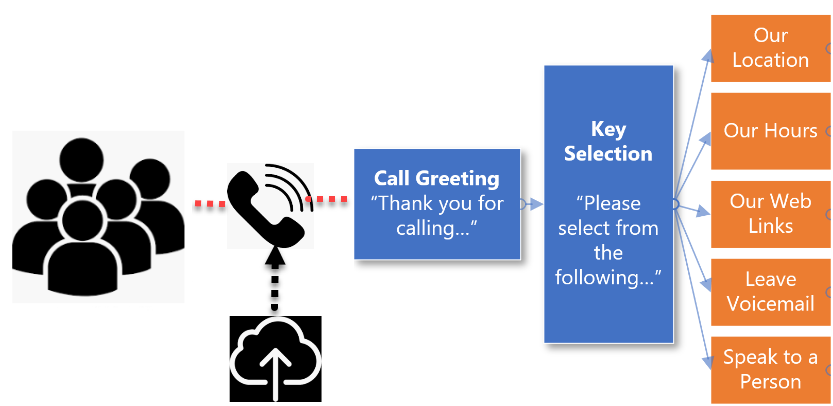 Call Greeting
“Thank you for
calling…”
Key
Selection
“Please
select from
the
following…”
Our
Location
Our Hours
Our Web
Links
Leave
Voicemail
Speak to a
Person